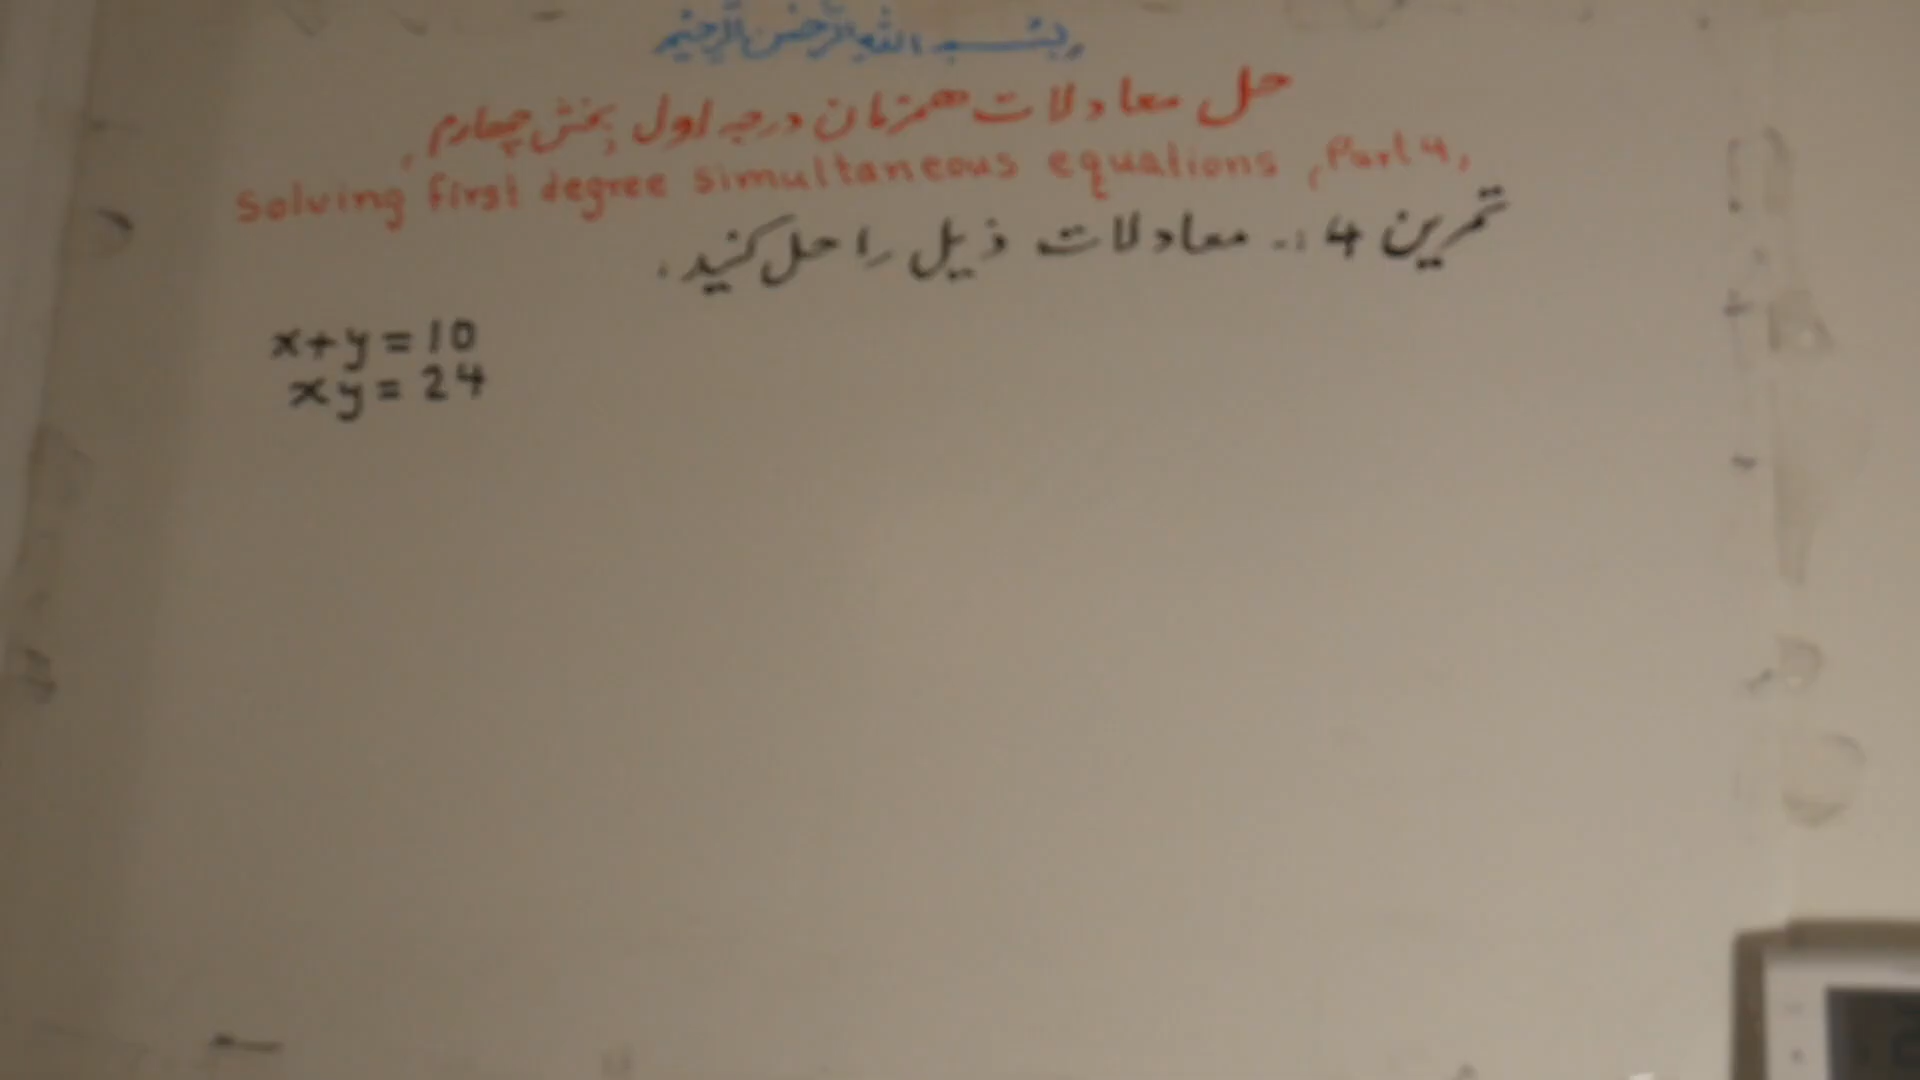 بسم الله الرحمن الرحیم
حل معادلات همزمان درجه اول بخش چهارم،
Solving first degree simultaneous equations, Part 4,
تمرین 4 :- معادلات ذیل را حل کنید.
x+y=10
xy=24